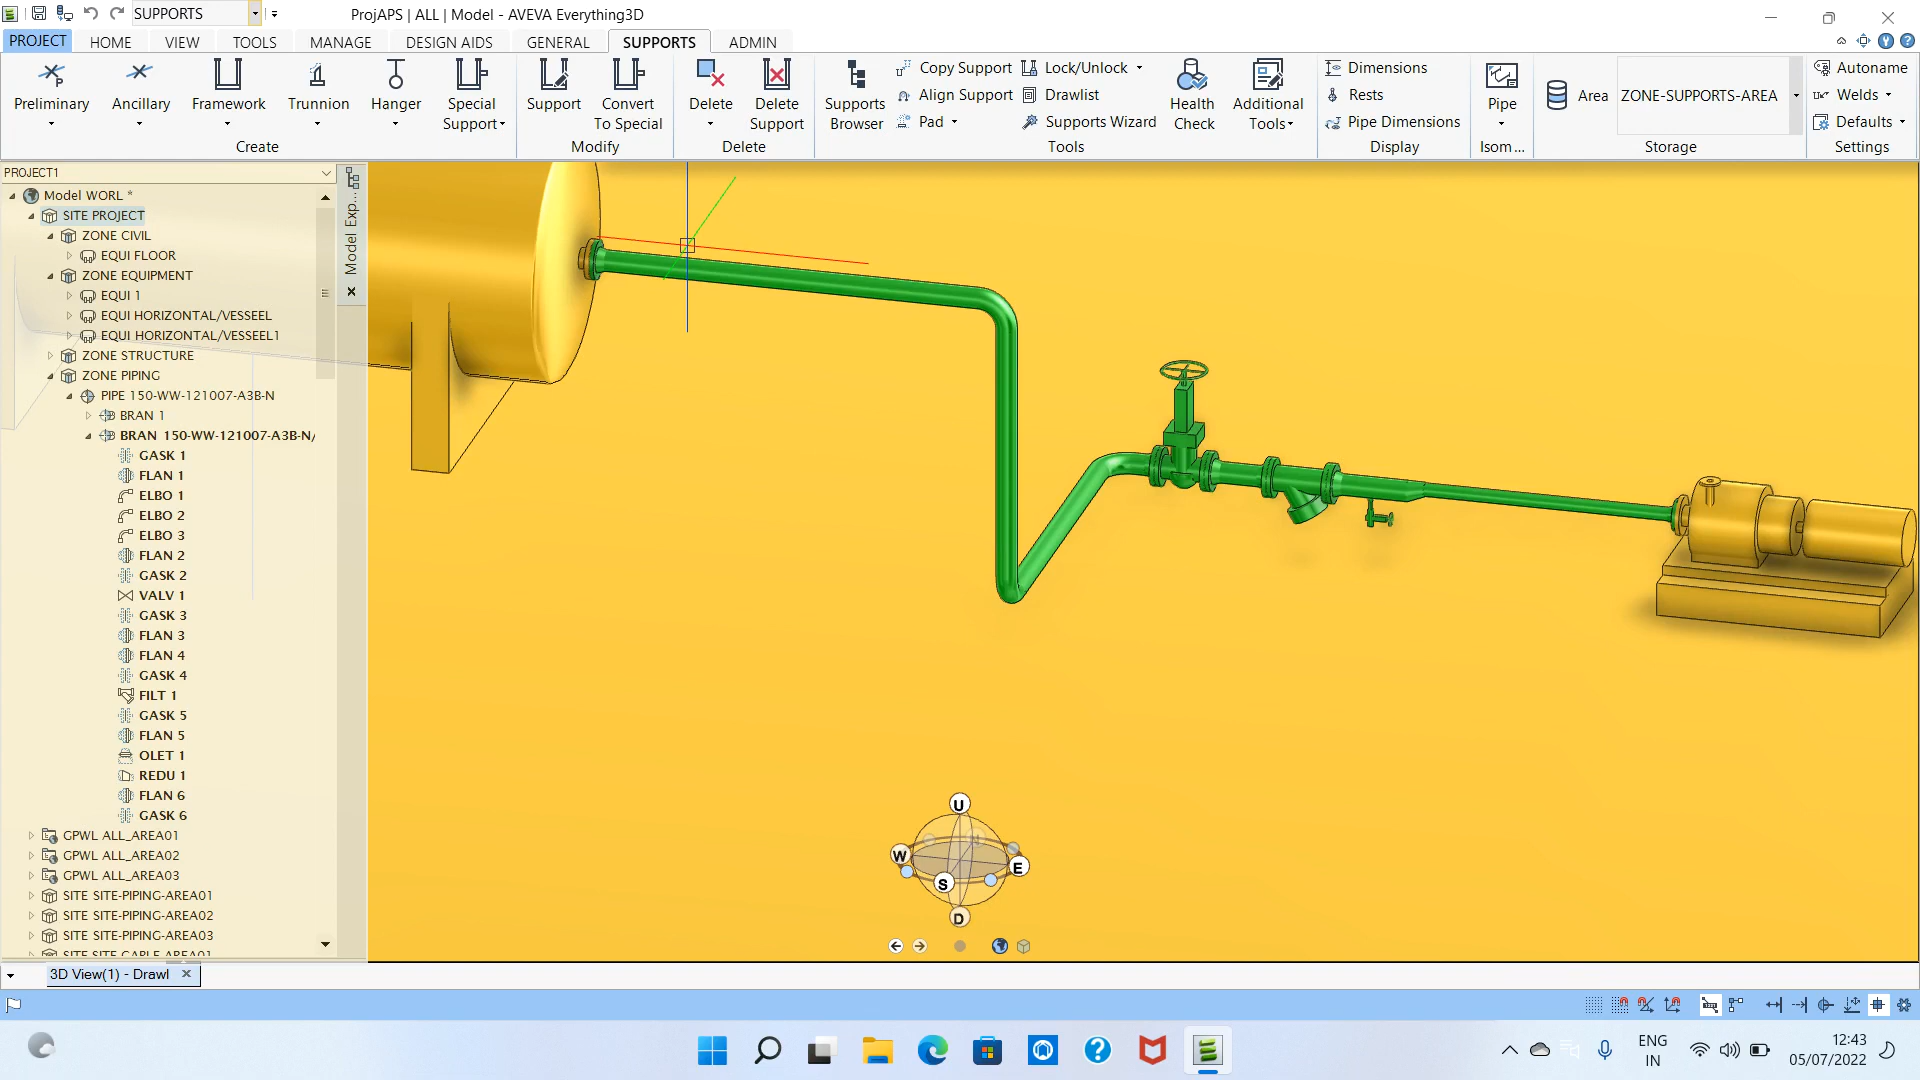 SUPPORTS
ProjAPS | ALL | Model - AVEVA Everything3D
PROJECT HOME VIEW TOOLS MANAGE DESIGN AIDS GENERAL SUPPORTS ADMIN
Preliminary
Ancillary
Framework
Trunnion
Hanger
Special
Support
Create
Support
Convert
To Special
Modify
Delete
Delete
Support
Delete
Supports
Browser
Copy Support
Align Support
Pad
Lock/Unlock
Drawlist
Supports Wizard
Health
Check
Additional
Tools
Tools
Dimensions
Rests
Pipe Dimensions
Display
Pipe
Isom ...
Area ZONE-SUPPORTS-AREA
Storage
Autoname
Welds
Defaults
Settings
PROJECT1
Model WORL *
SITE PROJECT
ZONE CIVIL
EQUI FLOOR
ZONE EQUIPMENT
EQUI 1
EQUI HORIZONTAL/VESSEEL
EQUI HORIZONTAL/VESSEEL1
ZONE STRUCTURE
ZONE PIPING
PIPE 150-WW-121007-A3B-N
BRAN 1
BRAN 150-WW-121007-A3B-N/
GASK 1
FLAN 1
ELBO 1
ELBO 2
ELBO 3
FLAN 2
GASK 2
VALV 1
GASK 3
FLAN 3
FLAN 4
GASK 4
FILT 1
GASK 5
FLAN 5
OLET 1
REDU 1
FLAN 6
GASK 6
GPWL ALL_AREA01
GPWL ALL_AREA02
GPWL ALL_AREA03
SITE SITE-PIPING-AREA01
SITE SITE-PIPING-AREA02
SITE SITE-PIPING-AREA03
SITE SITE-CABLE-AREA01
Model Exp...
U
W
E
S
D
3D View(1) - Drawl
ENG
IN
12:43
05/07/2022